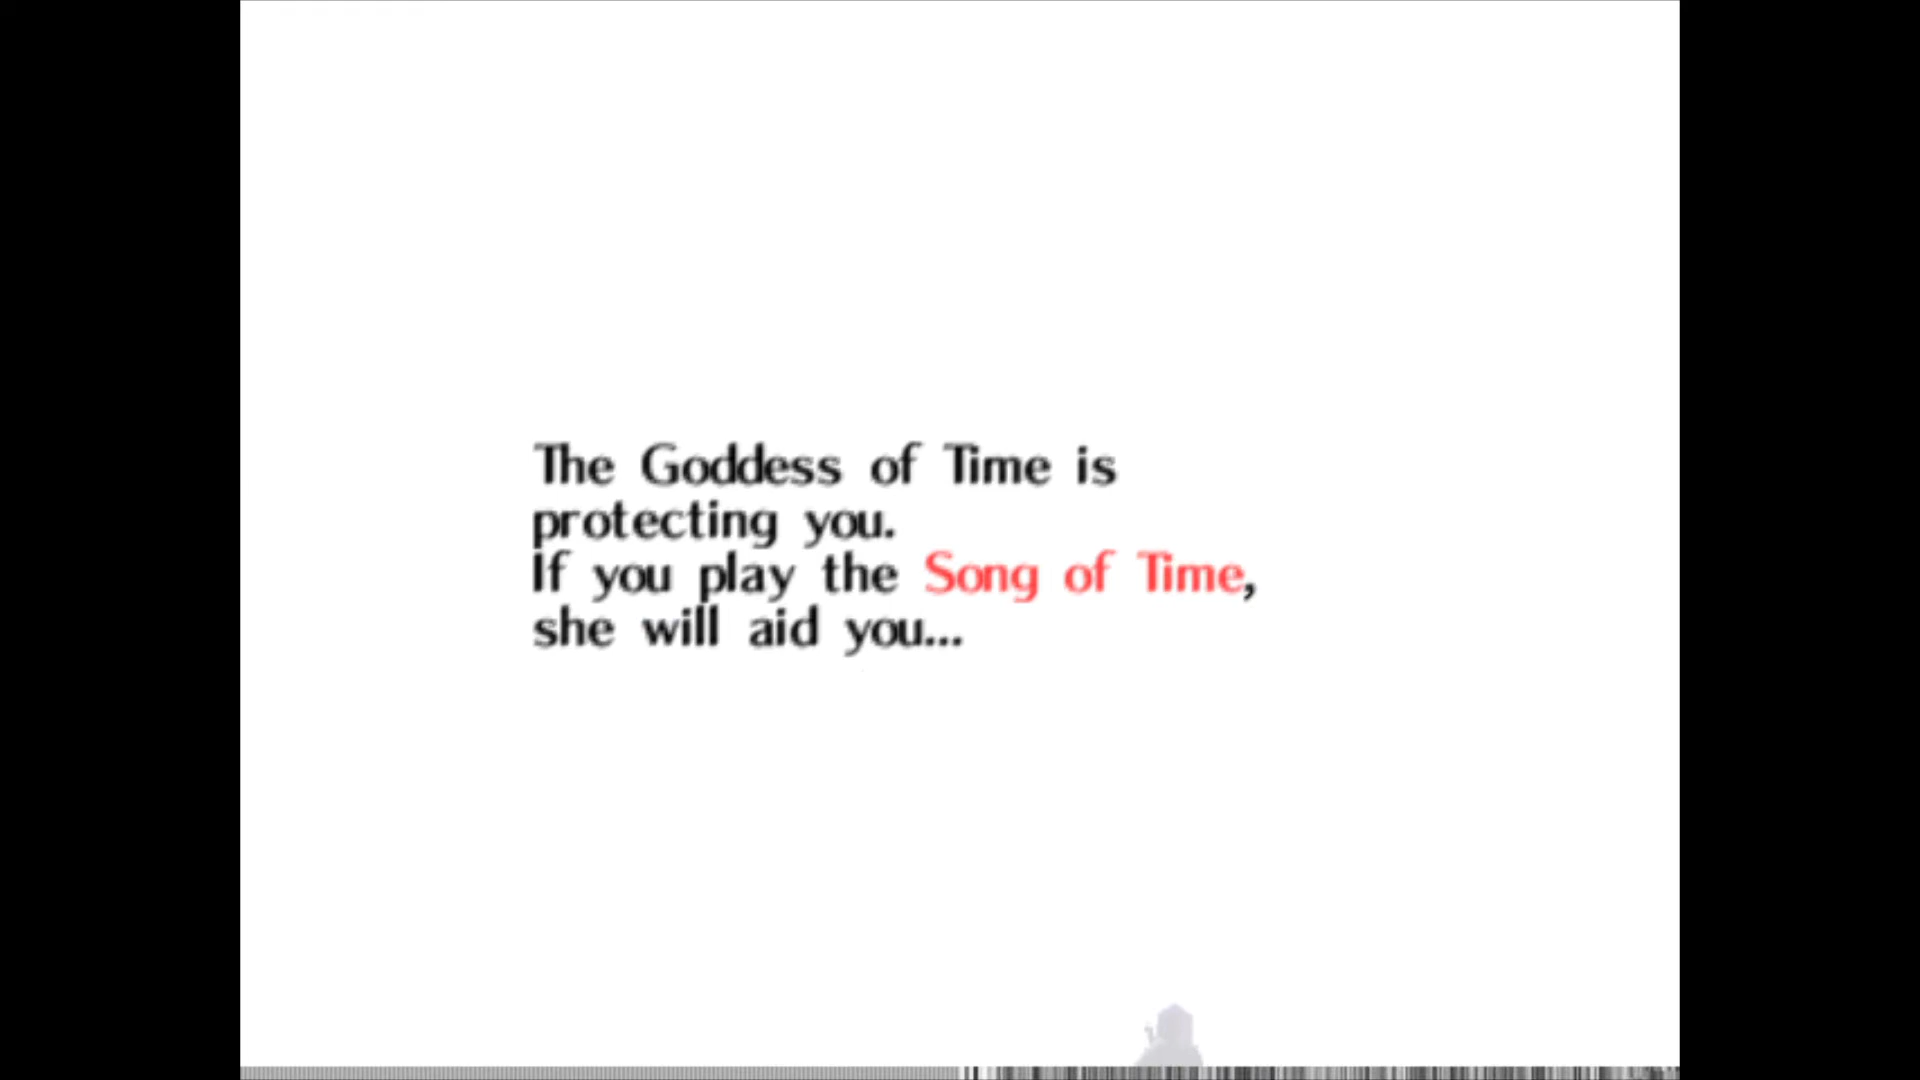 The Goddess of Time is
protecting you.
If you play the Song of Time,
she will aid you...